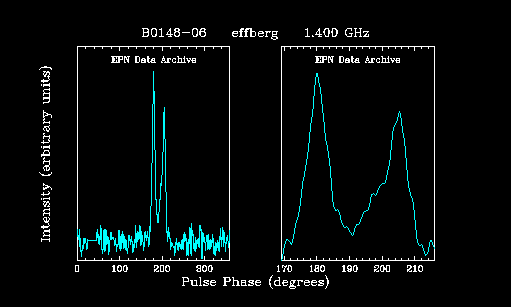 B0148-06 effberg 1.400 GHz
EPN Data Archive EPN Data Archive
Intensity (arbitrary units)
0 100 200 300 170 180 190 200 210
Pulse Phase (degrees)